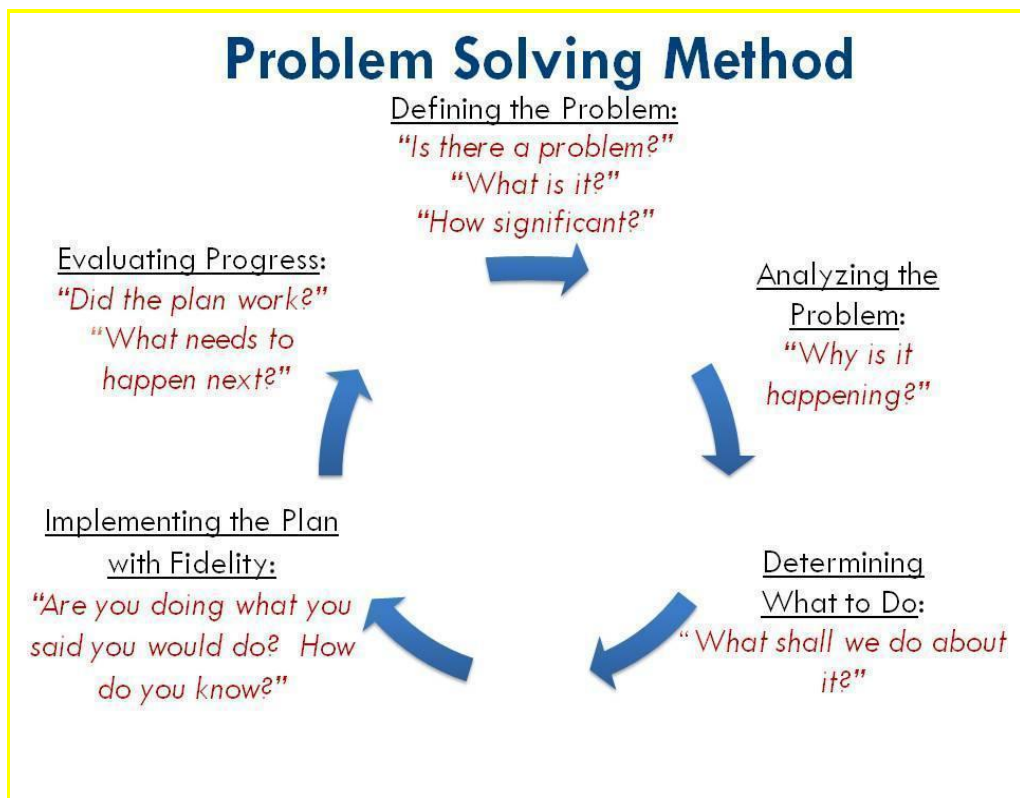 Problem Solving Method
Defining the Problem:
“Is there a problem?”
“What is it?”
“How significant?”
Analyzing the
Problem:
“Why is it
happening?”
Determining
What to Do:
“What shall we do about
it?”
Implementing the Plan
with Fidelity:
“Are you doing what you
said you would do?  How
do you know?”
Evaluating Progress:
“Did the plan work?”
“What needs to
happen next?”